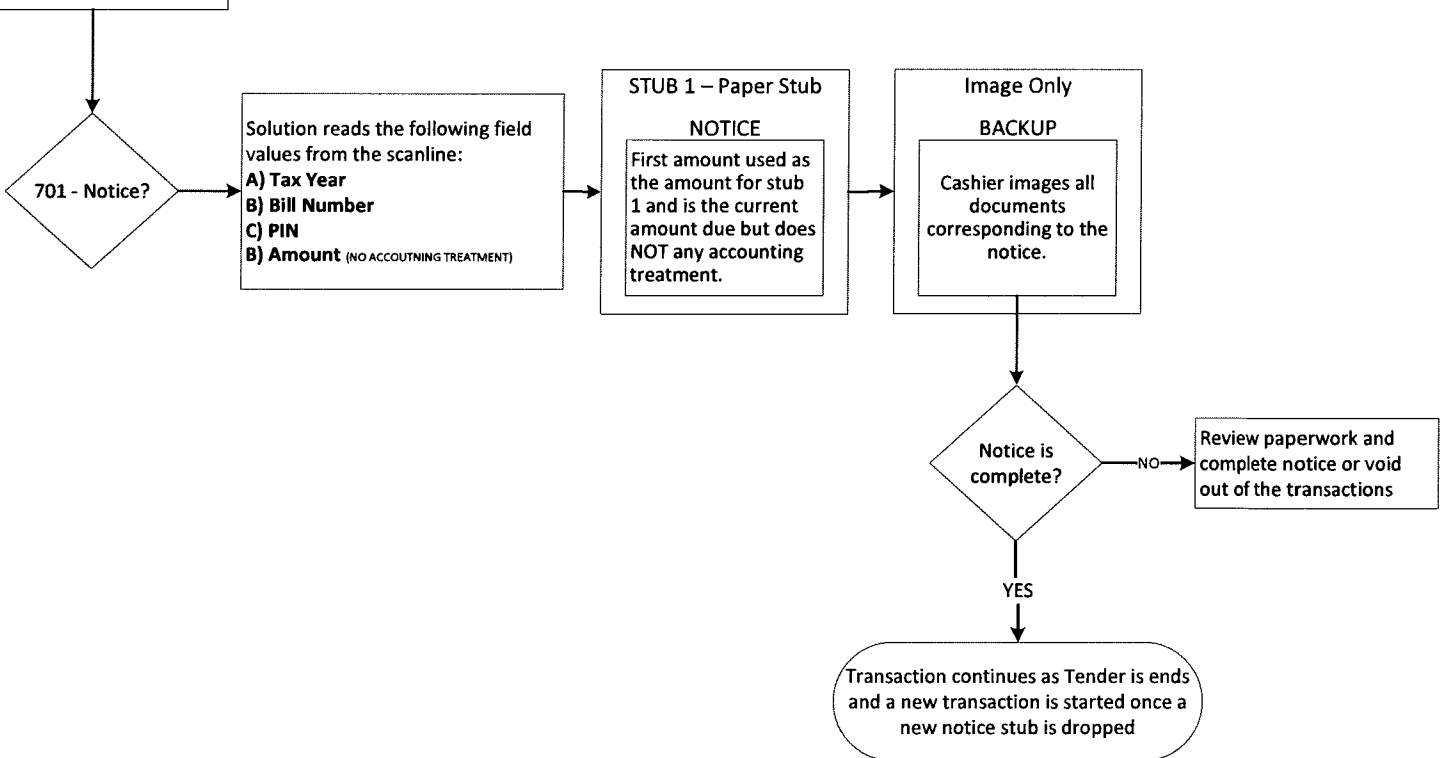 701 - Notice?
Solution reads the following field
values from the scanline:
A) Tax Year
B) Bill Number
C) PIN
B) Amount (NO ACCOUTNING TREATMENT)
STUB 1 – Paper Stub
NOTICE
First amount used as
the amount for stub
1 and is the current
amount due but does
NOT any accounting
treatment.
Image Only
BACKUP
Cashier images all
documents
corresponding to the
notice.
Notice is
complete?
NO
Review paperwork and
complete notice or void
out of the transactions
YES
Transaction continues as Tender is ends
and a new transaction is started once a
new notice stub is dropped